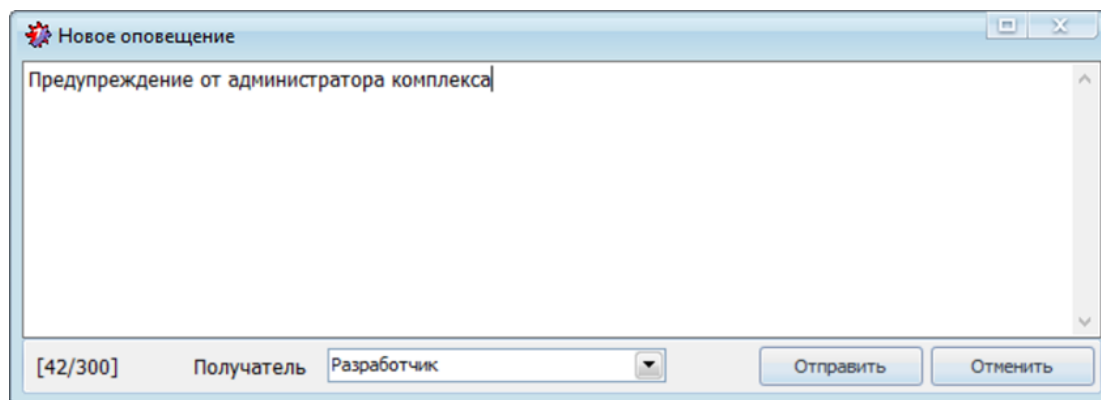 Новое оповещение
Предупреждение от администратора комплекса
[42/300] Получатель Разработчик Отправить Отменить